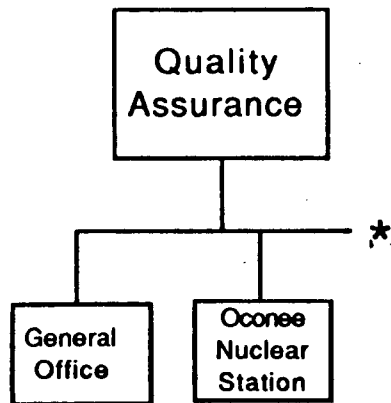 Quality
Assurance
*
General
Office
Oconee
Nuclear
Station